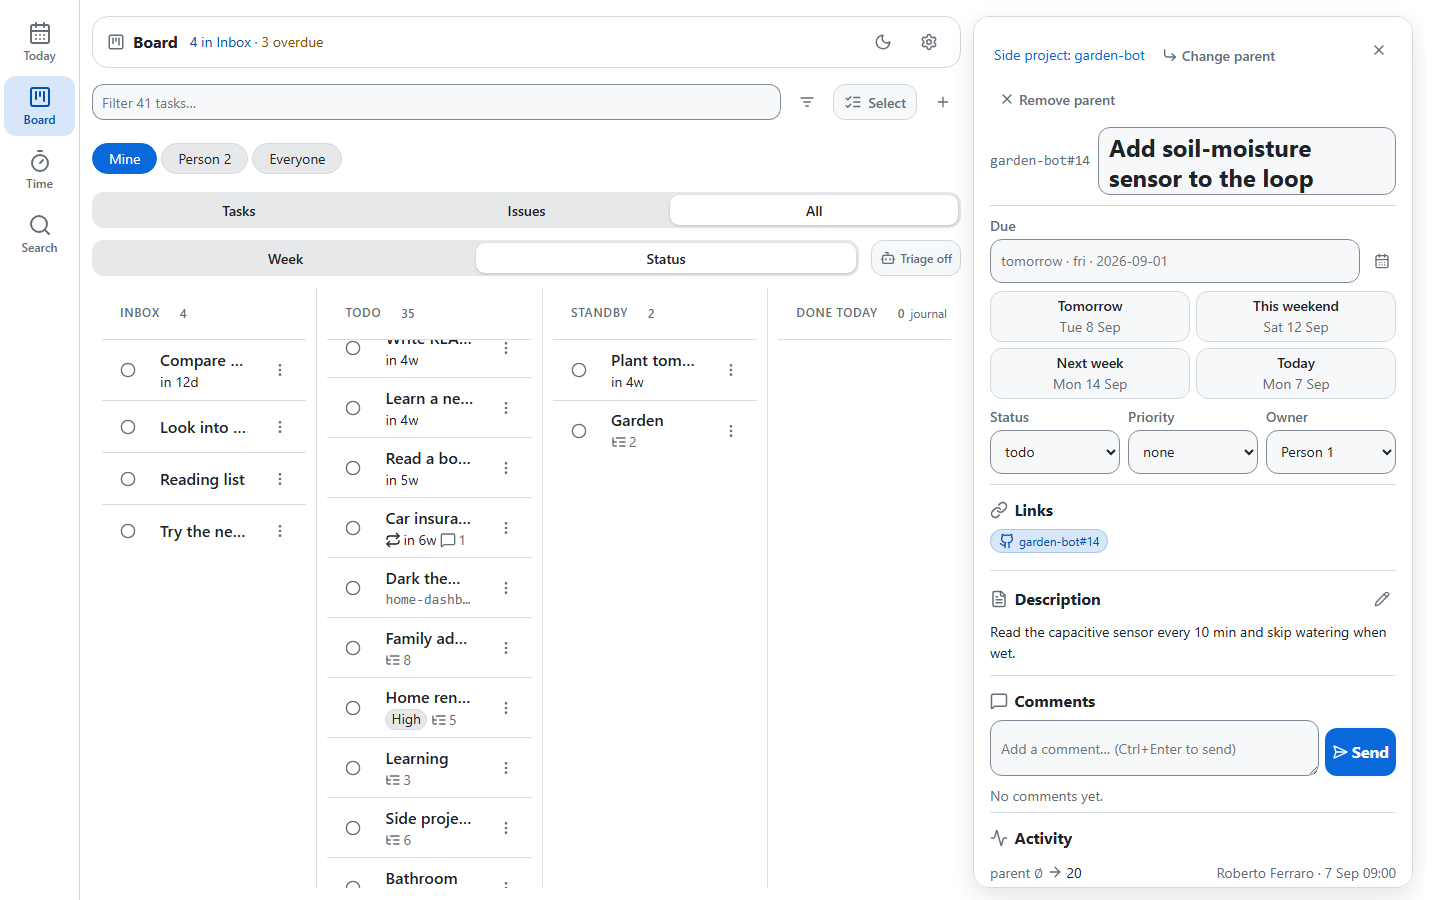 Today
Board
Time
Search
Board 4 in Inbox · 3 overdue
Filter 41 tasks...
Select
Mine
Person 2
Everyone
Tasks
Issues
All
Week
Status
Triage off
INBOX 4
Compare ...
in 12d
Look into ...
Reading list
Try the ne...
TODO 35
in 4w
Learn a ne...
in 4w
Read a bo...
in 5w
Car insura...
in 6w 1
Dark the...
home-dashb...
Family ad...
8
Home ren...
High 5
Learning
3
Side proje...
6
Bathroom
STANDBY 2
Plant tom...
in 4w
Garden
2
DONE TODAY 0 journal
Side project: garden-bot
Change parent
Remove parent
garden-bot#14
Add soil-moisture
sensor to the loop
Due
tomorrow · fri · 2026-09-01
Tomorrow
Tue 8 Sep
This weekend
Sat 12 Sep
Next week
Mon 14 Sep
Today
Mon 7 Sep
Status
Priority
Owner
todo
none
Person 1
Links
garden-bot#14
Description
Read the capacitive sensor every 10 min and skip watering when
wet.
Comments
Add a comment... (Ctrl+Enter to send)
Send
No comments yet.
Activity
parent ∅ → 20
Roberto Ferraro · 7 Sep 09:00